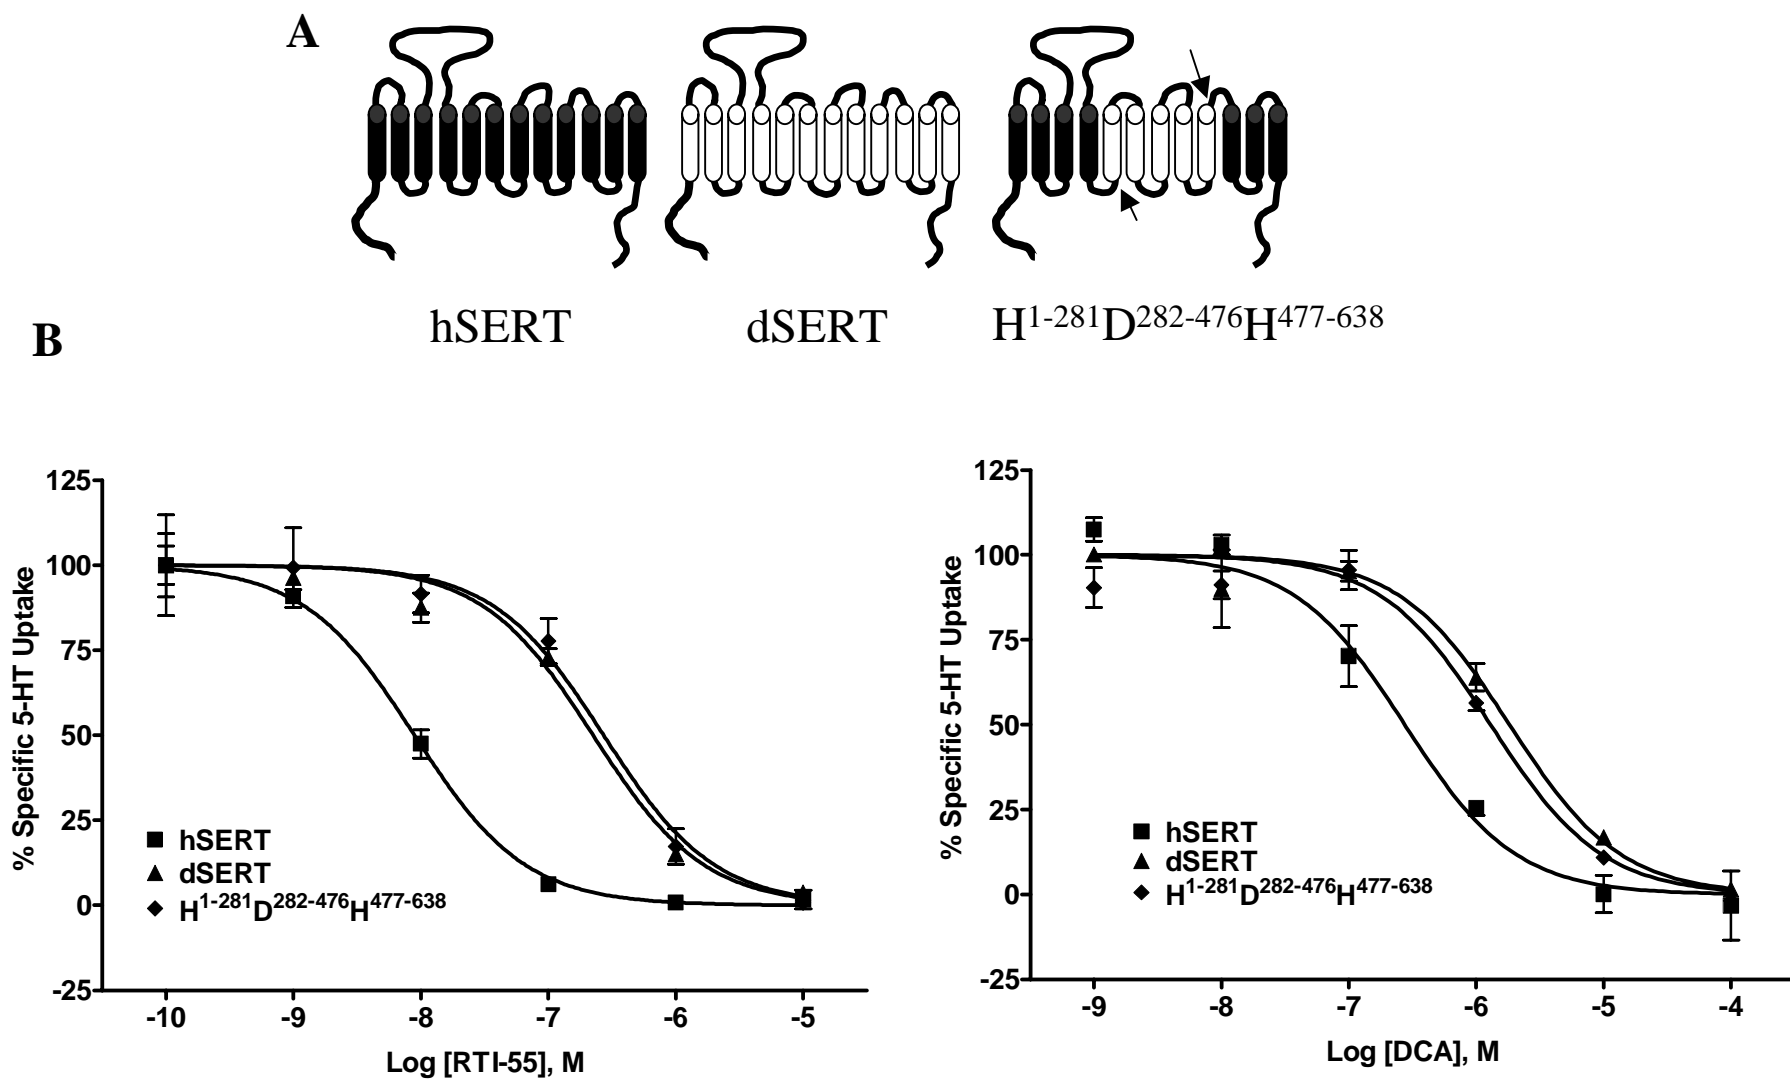 A
hSERT dSERT H1-281D282-476H477-638
B
% Specific 5-HT Uptake
125
100
75
50
25
0
-25
hSERT
dSERT
H1-281D282-476H477-638
-10 -9 -8 -7 -6 -5
Log [RTI-55], M
% Specific 5-HT Uptake
125
100
75
50
25
0
-25
hSERT
dSERT
H1-281D282-476H477-638
-9 -8 -7 -6 -5 -4
Log [DCA], M